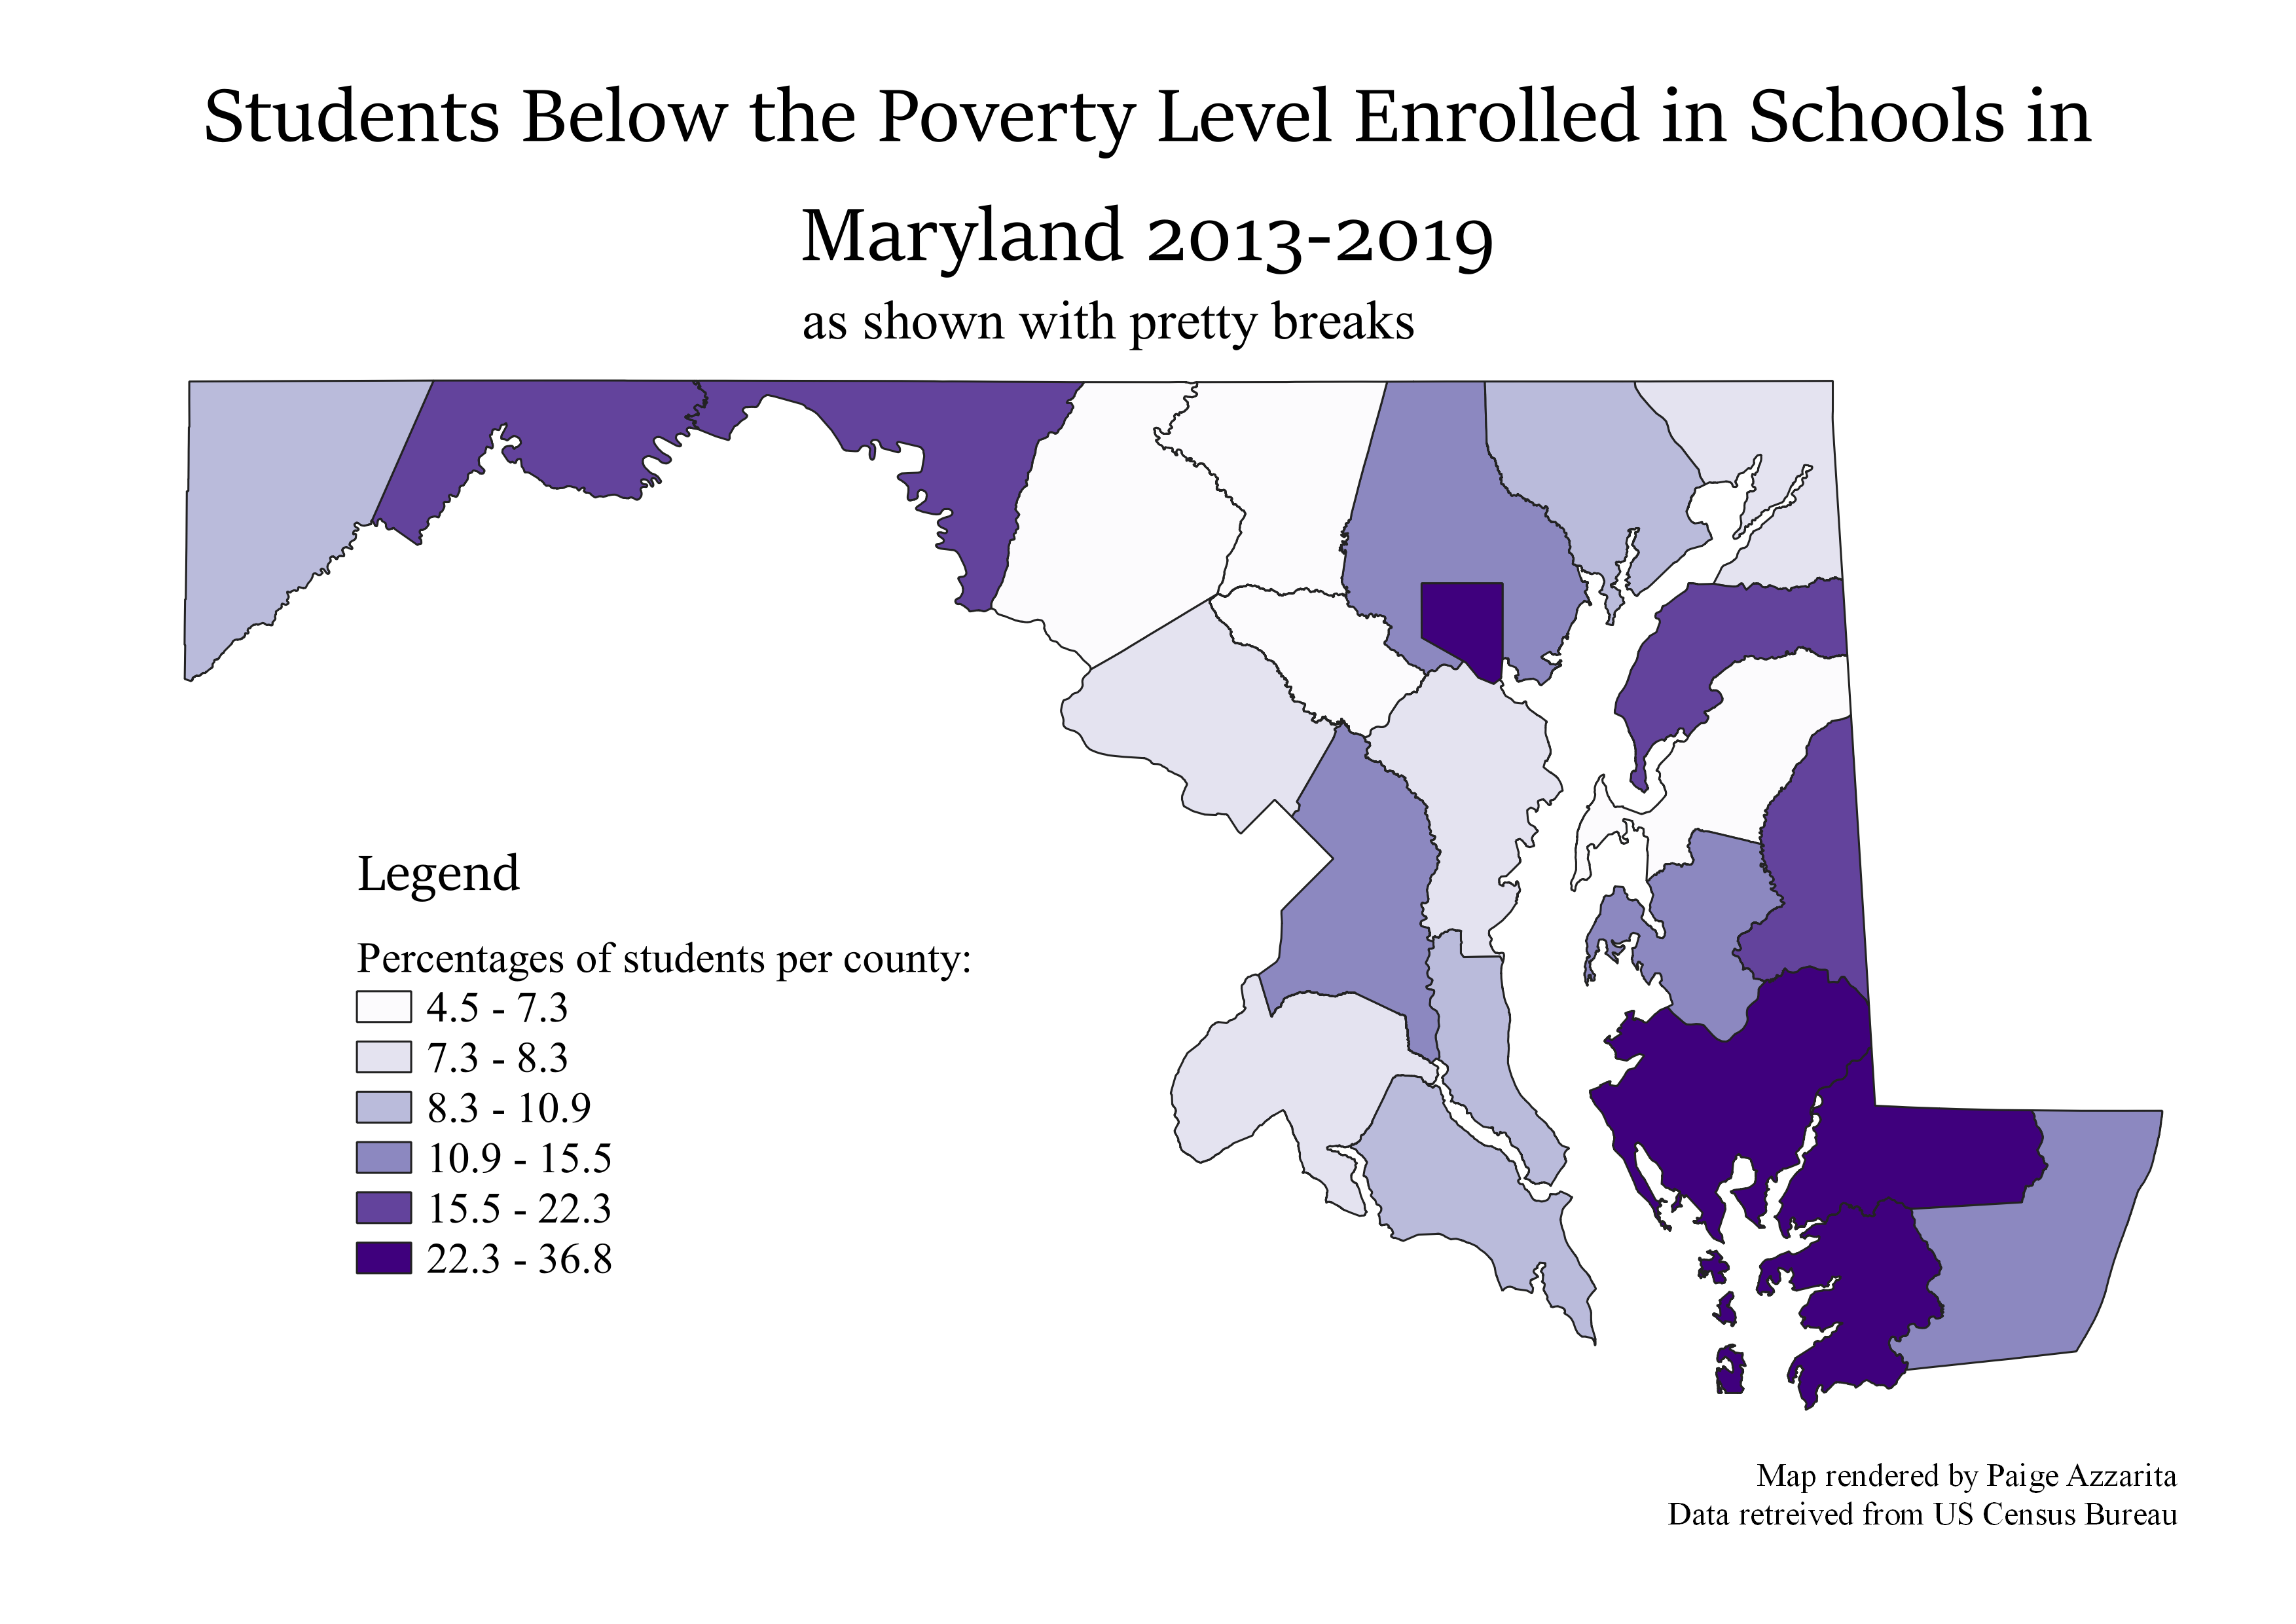 Students Below the Poverty Level Enrolled in Schools in
Maryland 2013-2019
as shown with pretty breaks
Legend
Percentages of students per county:
4.5 - 7.3
7.3 - 8.3
8.3 - 10.9
10.9 - 15.5
15.5 - 22.3
22.3 - 36.8
Map rendered by Paige Azzarita
Data retreived from US Census Bureau